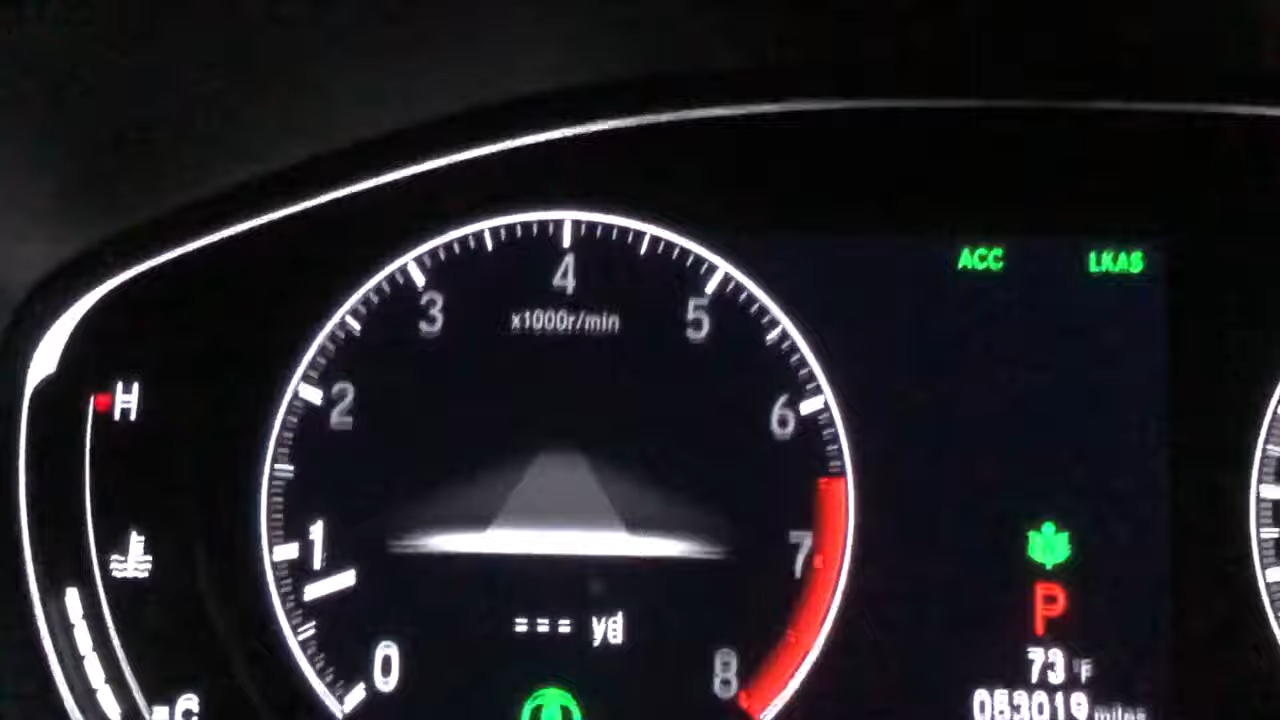 ACC LKAS
4
3
x1000r/min
5
H
2
6
1
7
P
--- yd
0
8
73 °F
053019 miles
C